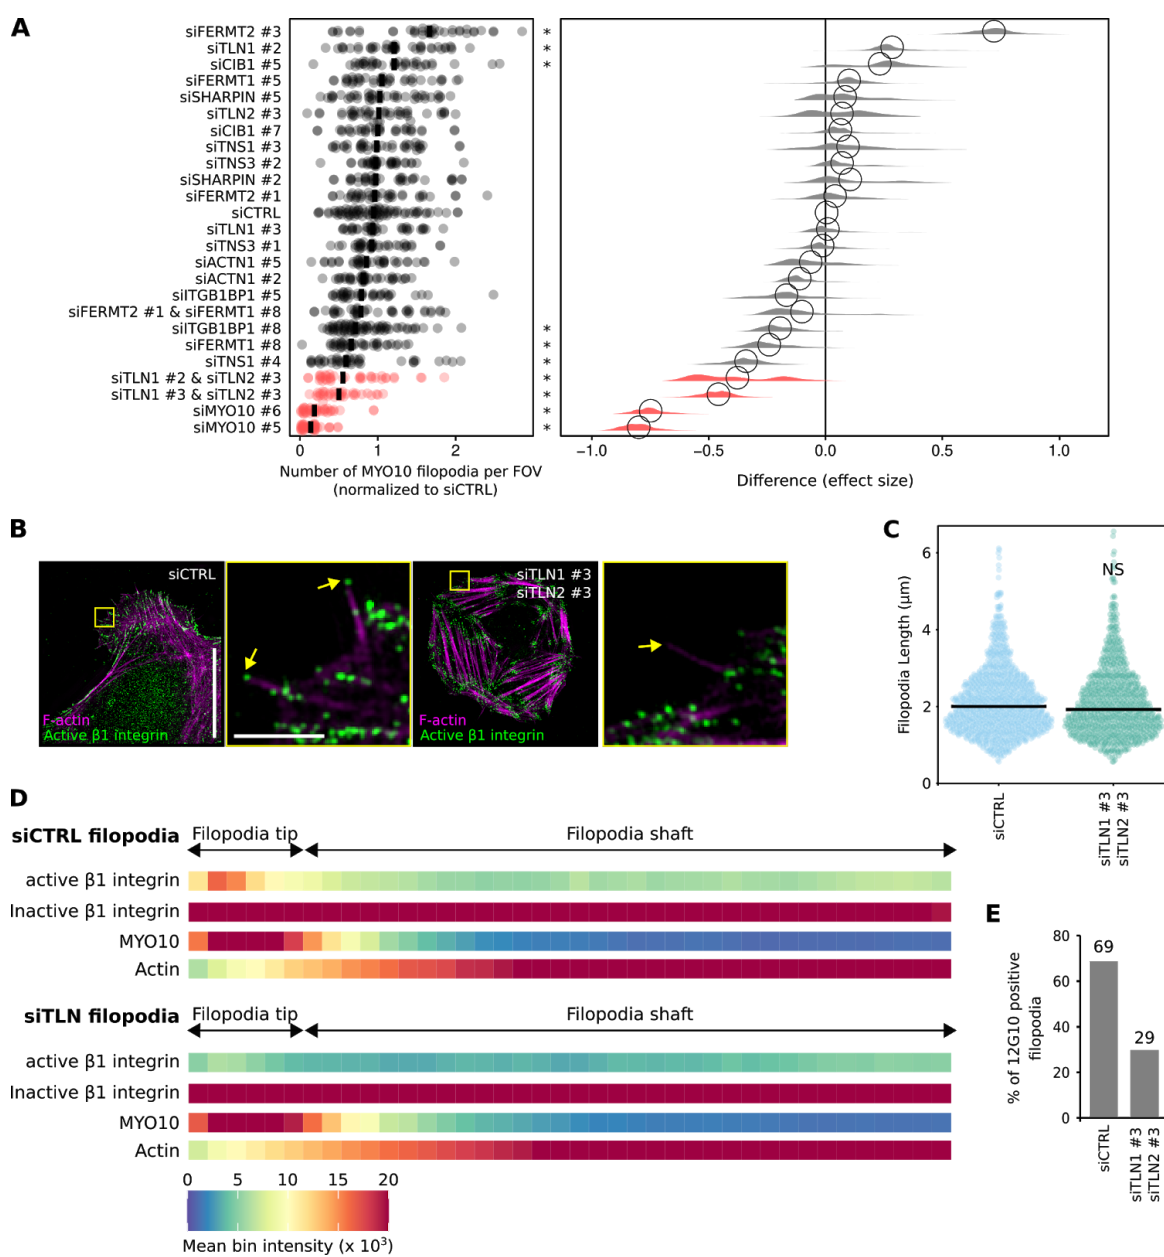 A
siFERMT2 #3
siTLN1 #2
siCIB1 #5
siFERMT1 #5
siSHARPIN #5
siTLN2 #3
siCIB1 #7
siTNS1 #3
siTNS3 #2
siSHARPIN #2
siFERMT2 #1
siCTRL
siTLN1 #3
siTNS3 #1
siACTN1 #5
siACTN1 #2
siITGB1BP1 #5
siFERMT2 #1 & siFERMT1 #8
siITGB1BP1 #8
siFERMT1 #8
siTNS1 #4
siTLN1 #2 & siTLN2 #3
siTLN1 #3 & siTLN2 #3
siMYO10 #6
siMYO10 #5
*
*
*
*
*
*
*
*
*
*
0 1 2
Number of MYO10 filopodia per FOV
(normalized to siCTRL)
−1.0 −0.5 0.0 0.5 1.0
Difference (effect size)
B
siCTRL
F-actin
Active β1 integrin
siTLN1 #3
siTLN2 #3
F-actin
Active β1 integrin
C
Filopodia Length (μm)
6
4
2
0
NS
siCTRL
siTLN1 #3
siTLN2 #3
D
siCTRL filopodia
Filopodia tip
Filopodia shaft
active β1 integrin
Inactive β1 integrin
MYO10
Actin
siTLN filopodia
Filopodia tip
Filopodia shaft
active β1 integrin
Inactive β1 integrin
MYO10
Actin
0 5 10 15 20
Mean bin intensity (x 10³)
E
% of 12G10 positive
filopodia
80
60
40
20
0
69
29
siCTRL
siTLN1 #3
siTLN2 #3